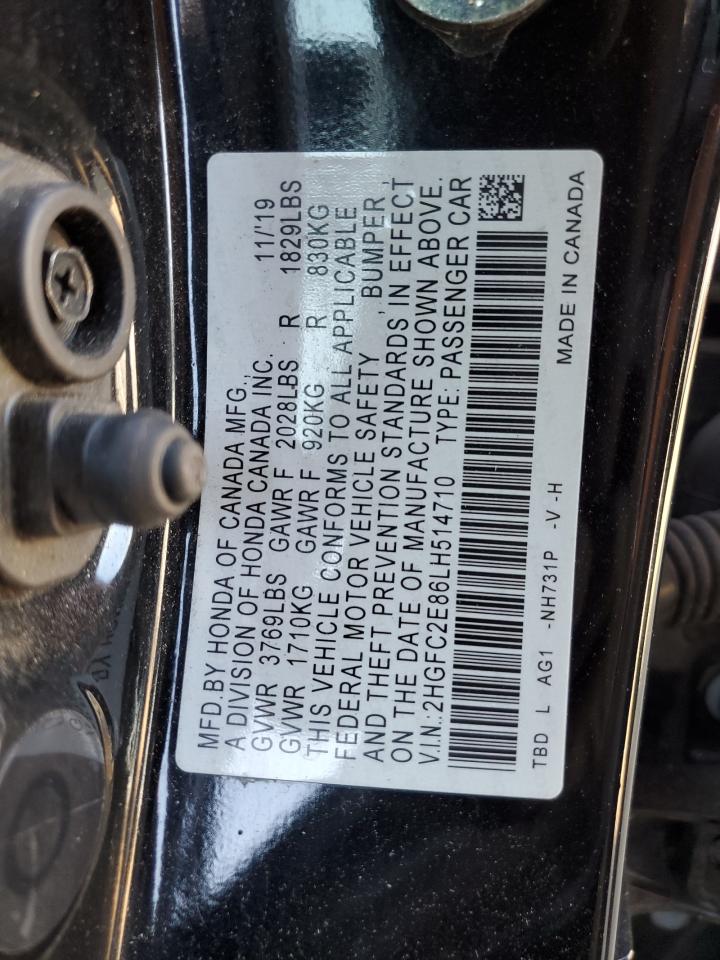 MFD.BY HONDA OF CANADA MFG.,
A DIVISION OF HONDA CANADA INC. 11/'19
GVWR 3769LBS GAWR F 2028LBS R 1829LBS
GVWR 1710KG GAWR F 920KG R 830KG
THIS VEHICLE CONFORMS TO ALL APPLICABLE
FEDERAL MOTOR VEHICLE SAFETY , BUMPER ,
AND THEFT PREVENTION STANDARDS IN EFFECT
ON THE DATE OF MANUFACTURE SHOWN ABOVE.
V.I.N.:2HGFC2E86LH514710 TYPE: PASSENGER CAR
TBD L AG1 -NH731P -V -H MADE IN CANADA